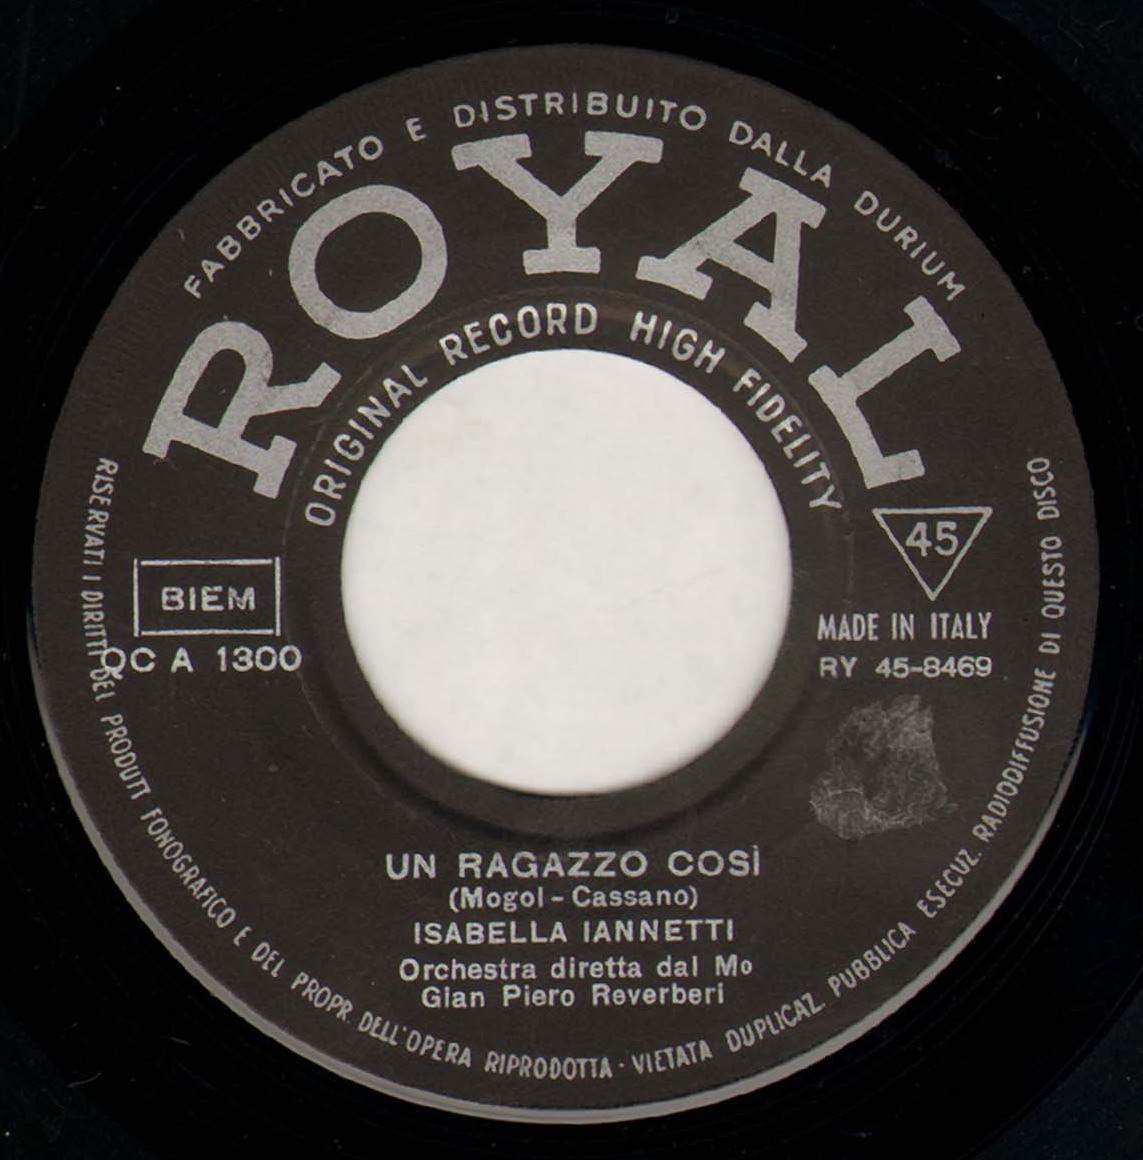 FABBRICATO E DISTRIBUITO DALLA DURIUM
ROYAL
ORIGINAL RECORD HIGH FIDELITY
45
BIEM
MADE IN ITALY
QC A 1300
RY 45-8469
UN RAGAZZO COSÌ
(Mogol - Cassano)
ISABELLA IANNETTI
Orchestra diretta dal Mo
Gian Piero Reverberi
RISERVATI I DIRITTI DEL PRODUTT FONOGRAFICO E DEL PROPR. DELL'OPERA RIPRODOTTA · VIETATA DUPLICAZ. PUBBLICA ESECUZ. RADIODIFFUSIONE DI QUESTO DISCO